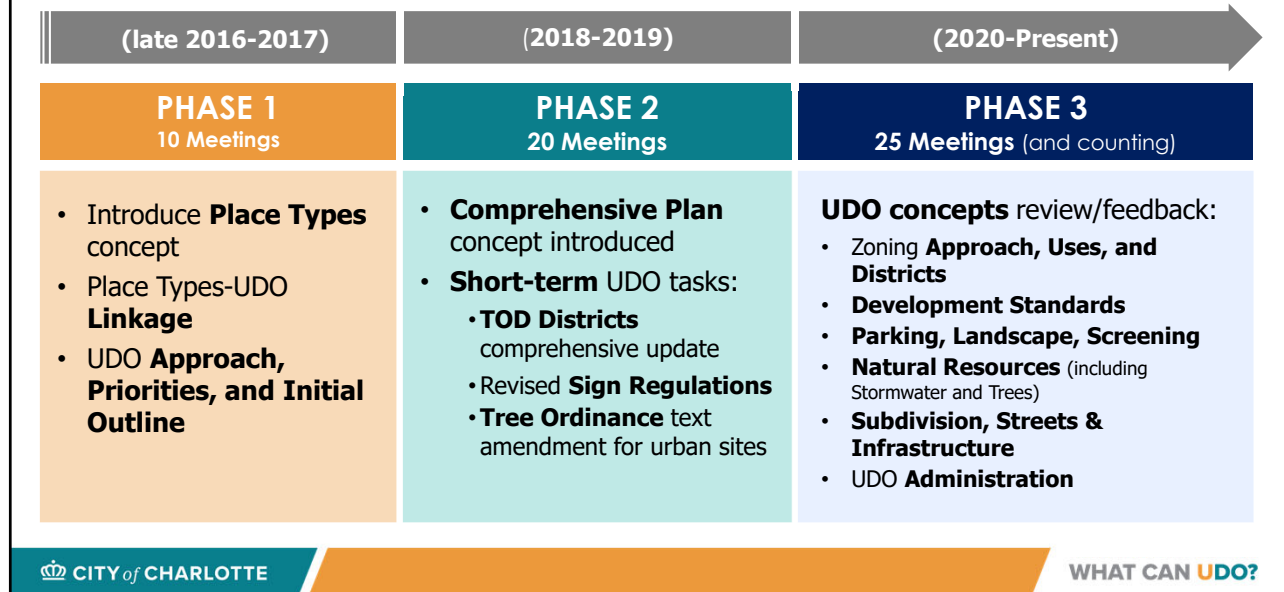 (late 2016-2017)
(2018-2019)
(2020-Present)
PHASE 1
10 Meetings
PHASE 2
20 Meetings
PHASE 3
25 Meetings (and counting)
• Introduce Place Types
concept
• Place Types-UDO
Linkage
• UDO Approach,
Priorities, and Initial
Outline
• Comprehensive Plan
concept introduced
• Short-term UDO tasks:
• TOD Districts
comprehensive update
• Revised Sign Regulations
• Tree Ordinance text
amendment for urban sites
UDO concepts review/feedback:
• Zoning Approach, Uses, and
Districts
• Development Standards
• Parking, Landscape, Screening
• Natural Resources (including
Stormwater and Trees)
• Subdivision, Streets &
Infrastructure
• UDO Administration
CITY of CHARLOTTE
WHAT CAN UDO?